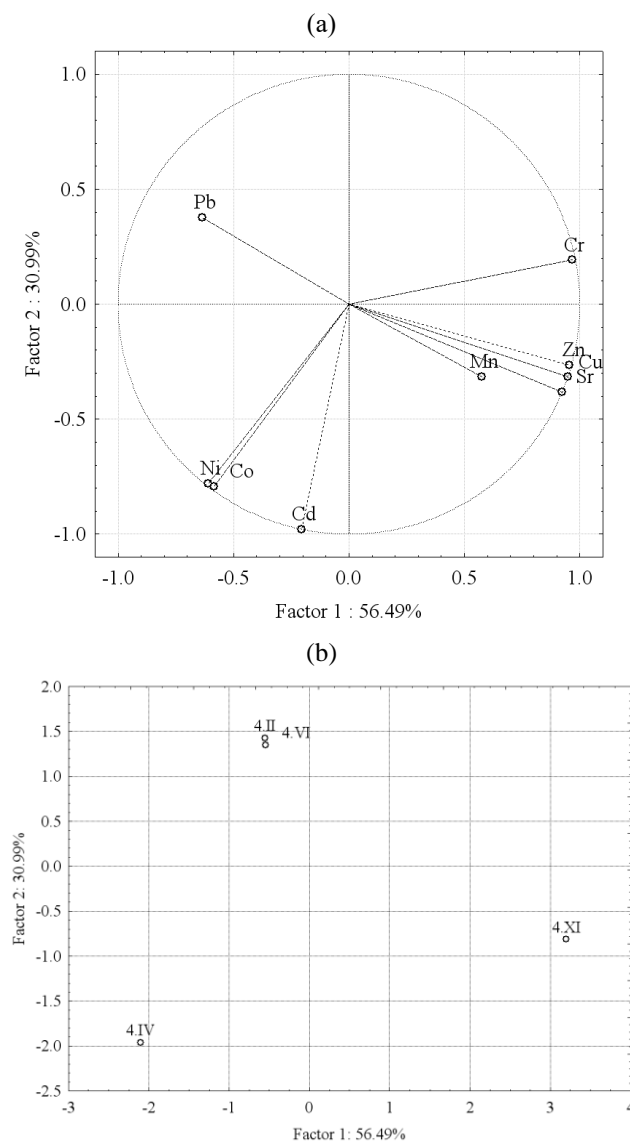 (a)
1.0
0.5
0.0
-0.5
-1.0
Factor 2 : 30.99%
Pb
Cr
Zn
Cu
Mn
Sr
Ni
Co
Cd
-1.0 -0.5 0.0 0.5 1.0
Factor 1 : 56.49%
(b)
2.0
1.5
1.0
0.5
0.0
-0.5
-1.0
-1.5
-2.0
-2.5
Factor 2: 30.99%
4.II
4.VI
4.XI
4.IV
-3 -2 -1 0 1 2 3 4
Factor 1: 56.49%